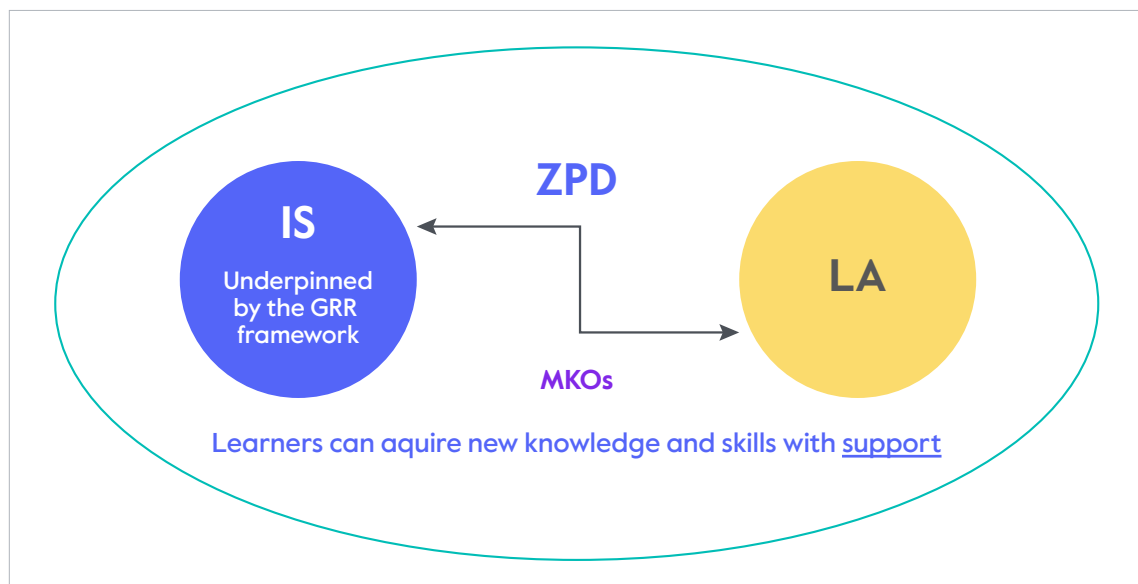 ZPD
IS
Underpinned
by the GRR
framework
LA
MKOs
Learners can aquire new knowledge and skills with support